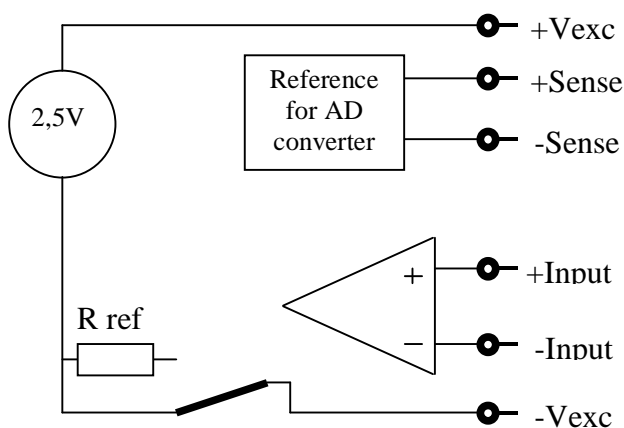 +Vexc
Reference
for AD
converter
+Sense
-Sense
2,5V
+
+Input
R ref
−
-Input
-Vexc